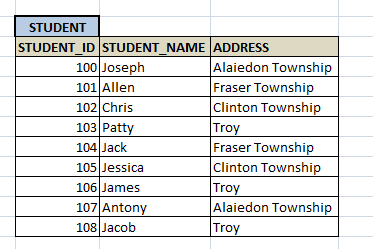 STUDENT
STUDENT_ID STUDENT_NAME ADDRESS
100 Joseph Alaiedon Township
101 Allen Fraser Township
102 Chris Clinton Township
103 Patty Troy
104 Jack Fraser Township
105 Jessica Clinton Township
106 James Troy
107 Antony Alaiedon Township
108 Jacob Troy